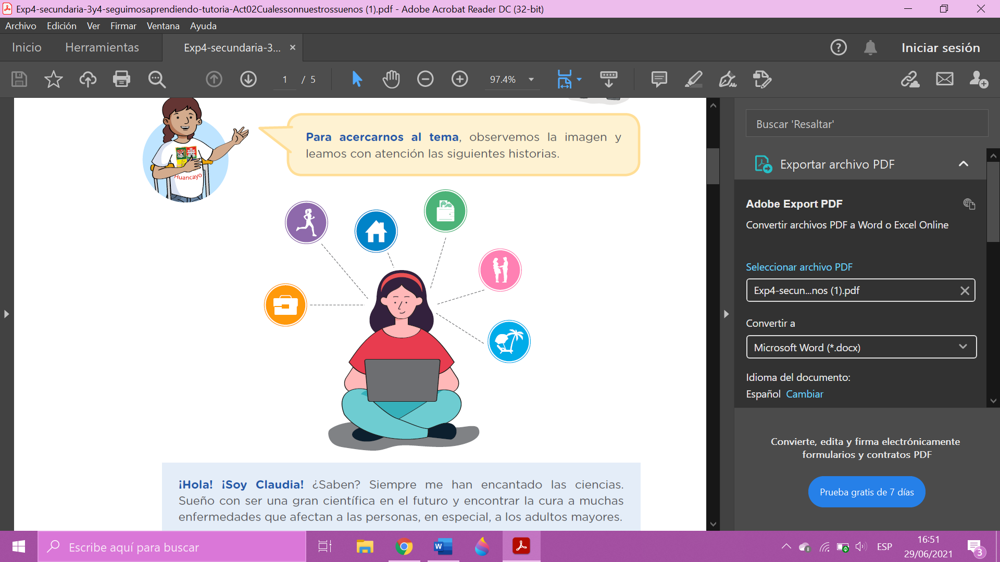 Exp4-secundaria-3y4-seguimosaprendiendo-tutoria-Act02Cualessonnuestrossuenos (1).pdf - Adobe Acrobat Reader DC (32-bit)
Archivo Edición Ver Firmar Ventana Ayuda
Inicio Herramientas Exp4-secundaria-3... Iniciar sesión
1 / 5 97.4%
Para acercarnos al tema, observemos la imagen y
leamos con atención las siguientes historias.
Huancayo
¡Hola! ¡Soy Claudia! ¿Saben? Siempre me han encantado las ciencias.
Sueño con ser una gran científica en el futuro y encontrar la cura a muchas
enfermedades que afectan a las personas, en especial, a los adultos mayores.
Buscar 'Resaltar'
Exportar archivo PDF
Adobe Export PDF
Convertir archivos PDF a Word o Excel Online
Seleccionar archivo PDF
Exp4-secun...nos (1).pdf
Convertir a
Microsoft Word (*.docx)
Idioma del documento:
Español Cambiar
Convierte, edita y firma electrónicamente
formularios y contratos PDF
Prueba gratis de 7 días
Escribe aquí para buscar
W
ESP
16:51
29/06/2021
3